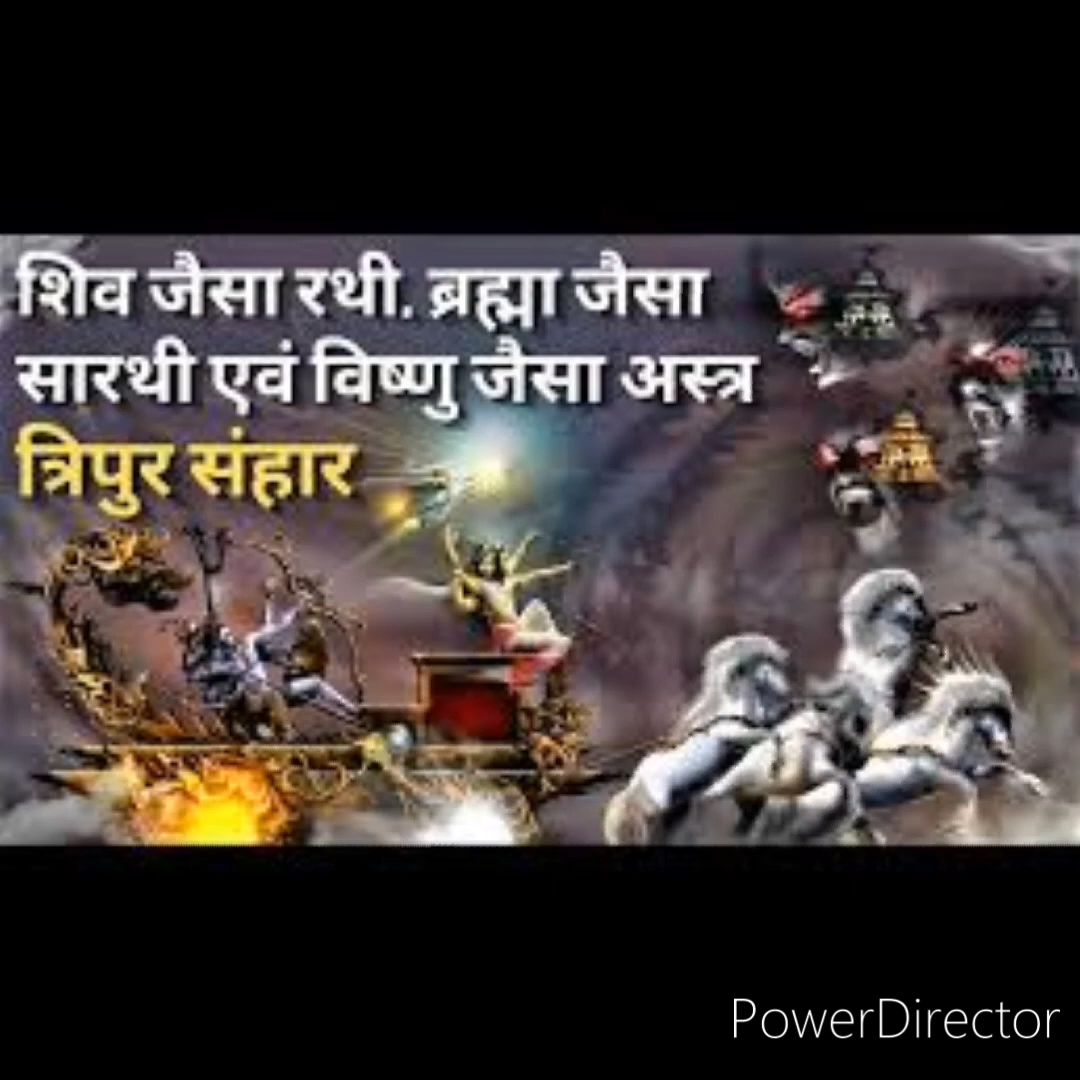 शिव जैसा रथी. ब्रह्मा जैसा
सारथी एवं विष्णु जैसा अस्त्र
त्रिपुर संहार
PowerDirector